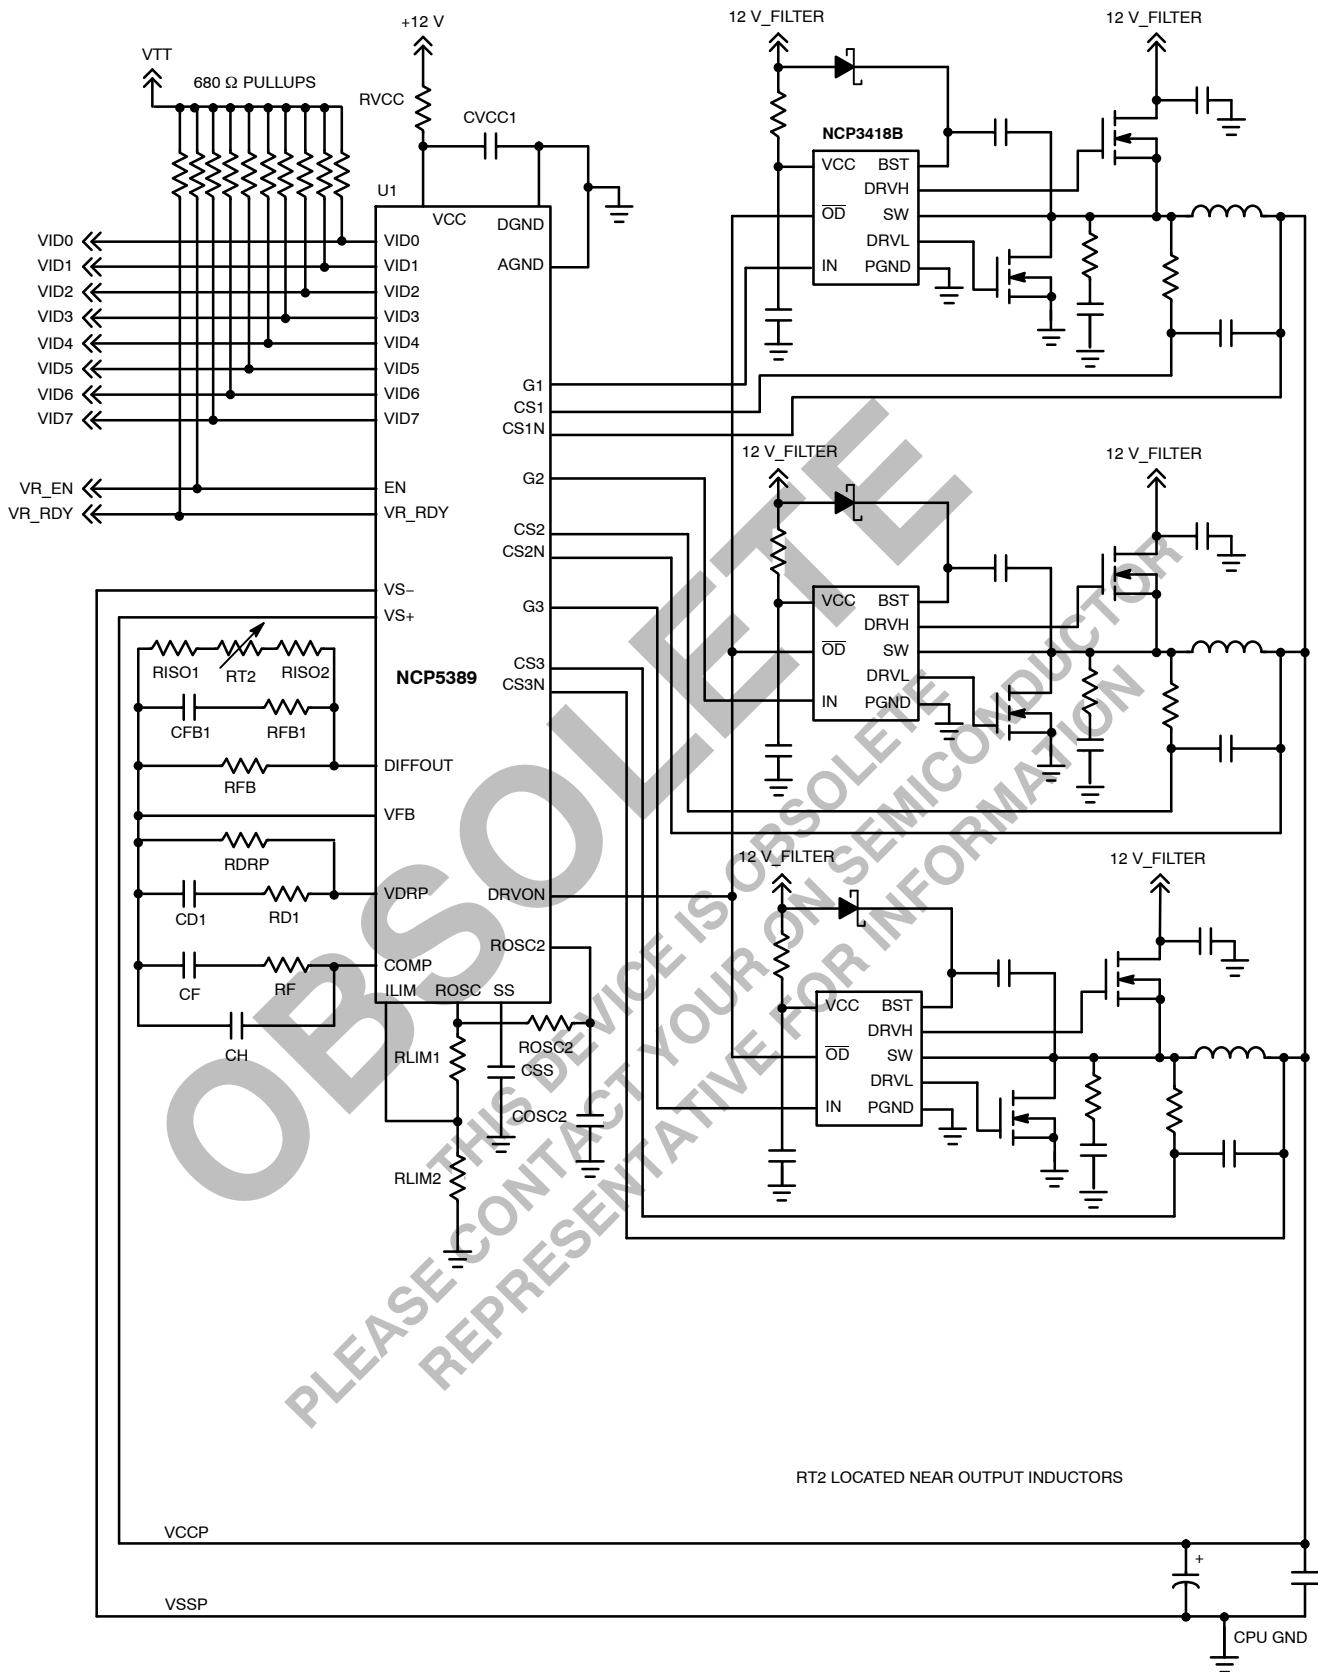 +12 V
12 V_FILTER
12 V_FILTER
VTT
680 Ω PULLUPS
RVCC
CVCC1
NCP3418B
U1
VCC
DGND
AGND
VCC
BST
DRVH
OD
SW
DRVL
IN
PGND
VID0
VID0
VID1
VID1
VID2
VID2
VID3
VID3
VID4
VID4
VID5
VID5
VID6
VID6
VID7
VID7
G1
CS1
CS1N
12 V_FILTER
12 V_FILTER
VR_EN
EN
VR_RDY
VR_RDY
G2
CS2
CS2N
VS−
VS+
G3
VCC
BST
DRVH
OD
SW
DRVL
IN
PGND
RISO1
RT2
RISO2
NCP5389
CS3
CS3N
CFB1
RFB1
RFB
DIFFOUT
VFB
RDRP
12 V_FILTER
12 V_FILTER
CD1
RD1
VDRP
DRVON
ROSC2
CF
RF
COMP
CH
ILIM
ROSC
SS
VCC
BST
DRVH
OD
SW
DRVL
IN
PGND
RLIM1
ROSC2
CSS
COSC2
RLIM2
OBSOLETE
THIS DEVICE IS OBSOLETE
PLEASE CONTACT YOUR ON SEMICONDUCTOR
REPRESENTATIVE FOR INFORMATION
RT2 LOCATED NEAR OUTPUT INDUCTORS
VCCP
+
VSSP
CPU GND